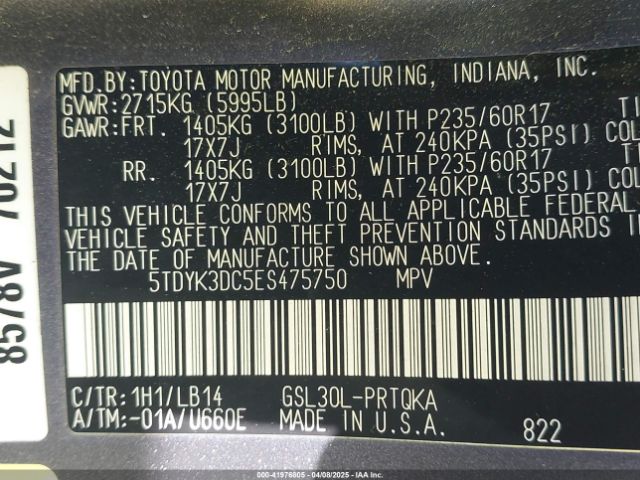 MFD.BY:TOYOTA MOTOR MANUFACTURING, INDIANA, INC.
GVWR:2715KG (5995LB)
GAWR:FRT. 1405KG (3100LB) WITH P235/60R17
17X7J RIMS, AT 240KPA (35PSI)
RR. 1405KG (3100LB) WITH P235/60R17
17X7J RIMS, AT 240KPA (35PSI)
THIS VEHICLE CONFORMS TO ALL APPLICABLE FEDERAL
VEHICLE SAFETY AND THEFT PREVENTION STANDARDS
THE DATE OF MANUFACTURE SHOWN ABOVE.
5TDYK3DC5ES475750 MPV
C/TR:1H1/LB14 GSL30L-PRTQKA
A/TM:-01A/U660E MADE IN U.S.A.
822
000-41976805 - 04/08/2025 - IAAI.COM